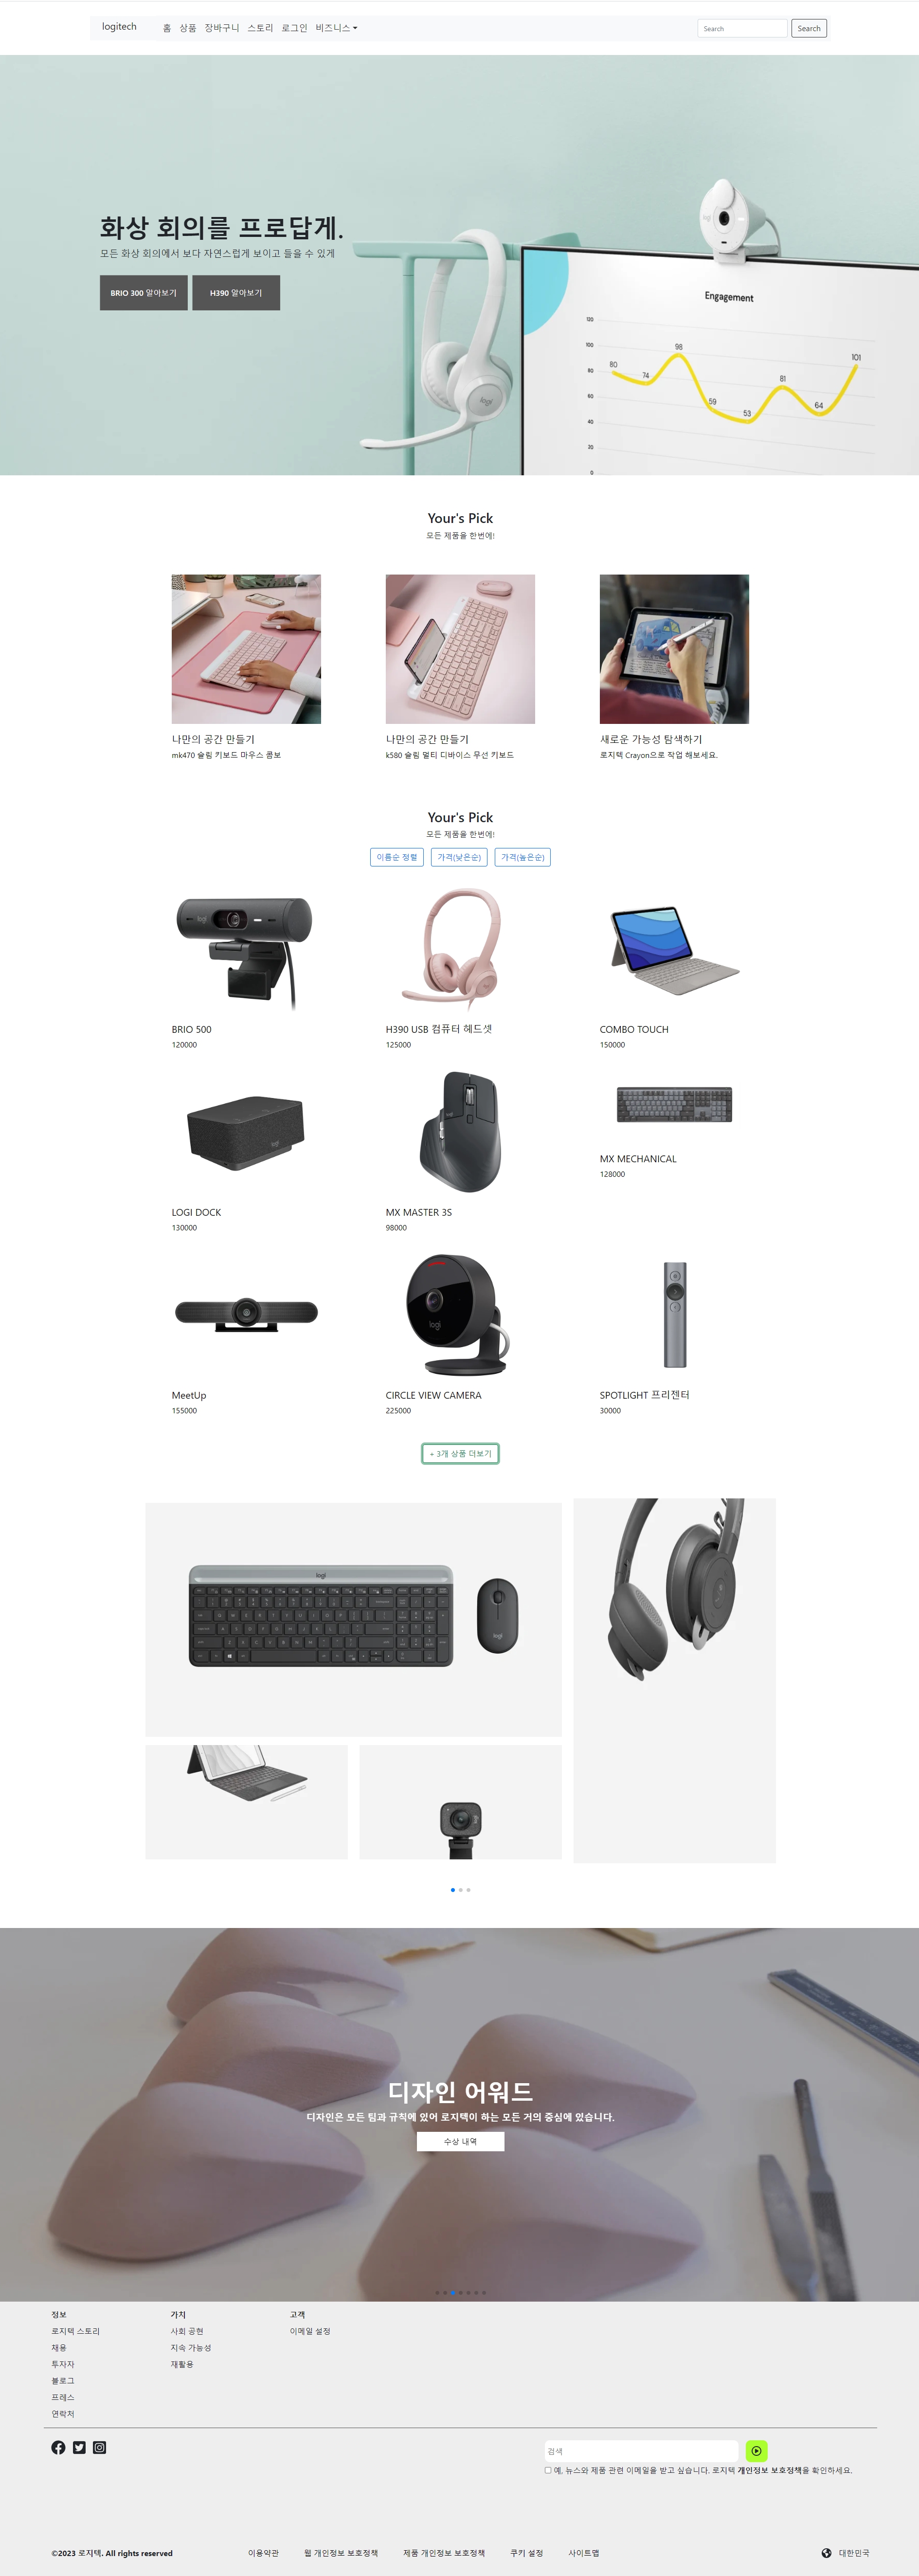 logitech 홈 상품 장바구니 스토리 로그인 비즈니스 Search Search
화상 회의를 프로답게.
모든 화상 회의에서 보다 자연스럽게 보이고 들을 수 있게
BRIO 300 알아보기 H390 알아보기
logi
logi
Engagement
120
100
80
60
40
20
0
80 74 98 59 53 81 64 101
Your's Pick
모든 제품을 한번에!
나만의 공간 만들기
mk470 슬림 키보드 마우스 콤보
나만의 공간 만들기
k580 슬림 멀티 디바이스 무선 키보드
새로운 가능성 탐색하기
로지텍 Crayon으로 작업 해보세요.
Your's Pick
모든 제품을 한번에!
이름순 정렬 가격(낮은순) 가격(높은순)
logi
BRIO 500
120000
H390 USB 컴퓨터 헤드셋
125000
COMBO TOUCH
150000
logi
LOGI DOCK
130000
MX MASTER 3S
98000
MX MECHANICAL
128000
MeetUp
155000
logi
CIRCLE VIEW CAMERA
225000
SPOTLIGHT 프리젠터
30000
+ 3개 상품 더보기
logi
logi
디자인 어워드
디자인은 모든 팀과 규칙에 있어 로지텍이 하는 모든 거의 중심에 있습니다.
수상 내역
정보
로지텍 스토리
채용
투자자
블로그
프레스
연락처
가치
사회 공헌
지속 가능성
재활용
고객
이메일 설정
검색
예, 뉴스와 제품 관련 이메일을 받고 싶습니다. 로지텍 개인정보 보호정책을 확인하세요.
©2023 로지텍. All rights reserved 이용약관 웹 개인정보 보호정책 제품 개인정보 보호정책 쿠키 설정 사이트맵 대한민국